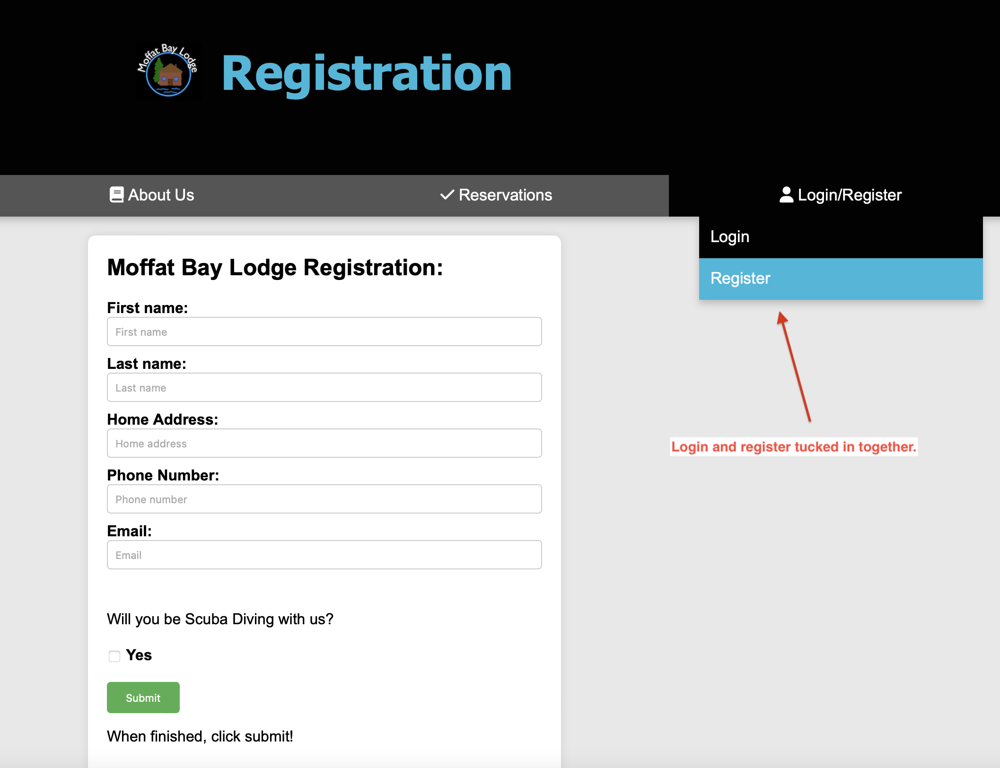 Moffat Bay Lodge
Registration
About Us
Reservations
Login/Register
Login
Register
Moffat Bay Lodge Registration:
First name:
First name
Last name:
Last name
Home Address:
Home address
Phone Number:
Phone number
Email:
Email
Will you be Scuba Diving with us?
Yes
Submit
When finished, click submit!
Login and register tucked in together.